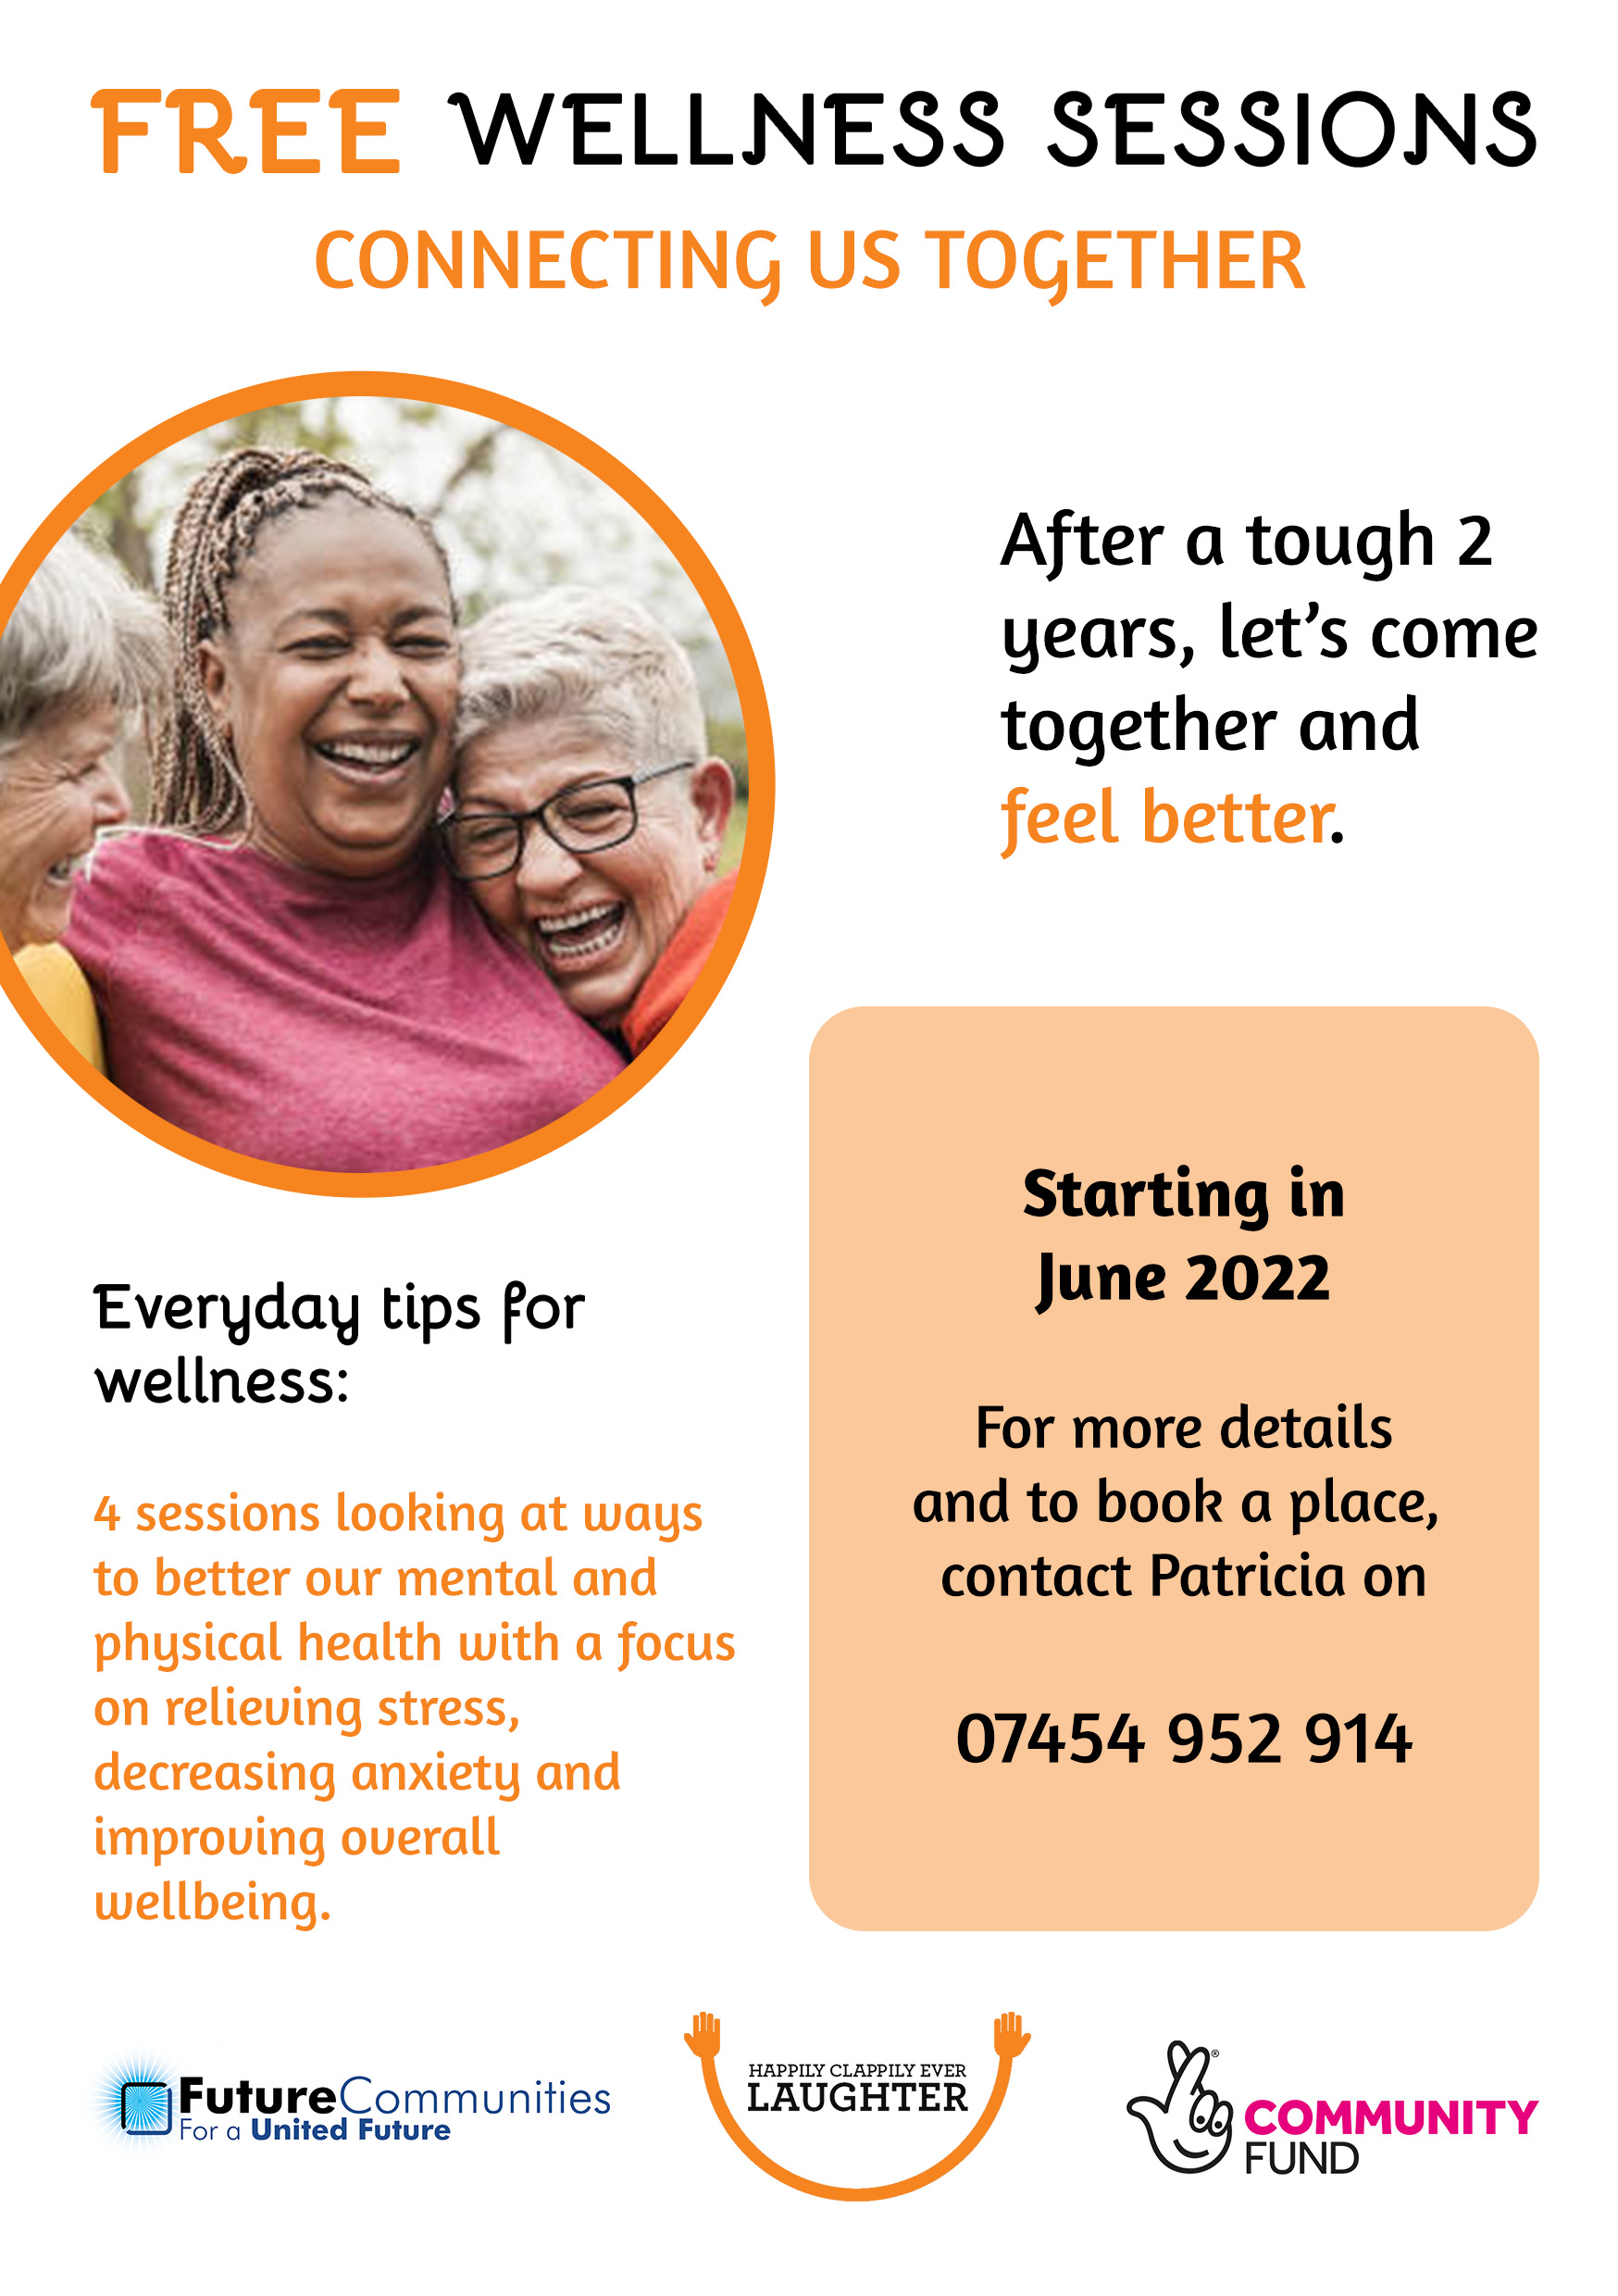 FREE WELLNESS SESSIONS
CONNECTING US TOGETHER
After a tough 2
years, let's come
together and
feel better.
Everyday tips for
wellness:
4 sessions looking at ways
to better our mental and
physical health with a focus
on relieving stress,
decreasing anxiety and
improving overall
wellbeing.
Starting in
June 2022
For more details
and to book a place,
contact Patricia on
07454 952 914
FutureCommunities
For a United Future
HAPPILY CLAPPILY EVER
LAUGHTER
®
COMMUNITY
FUND